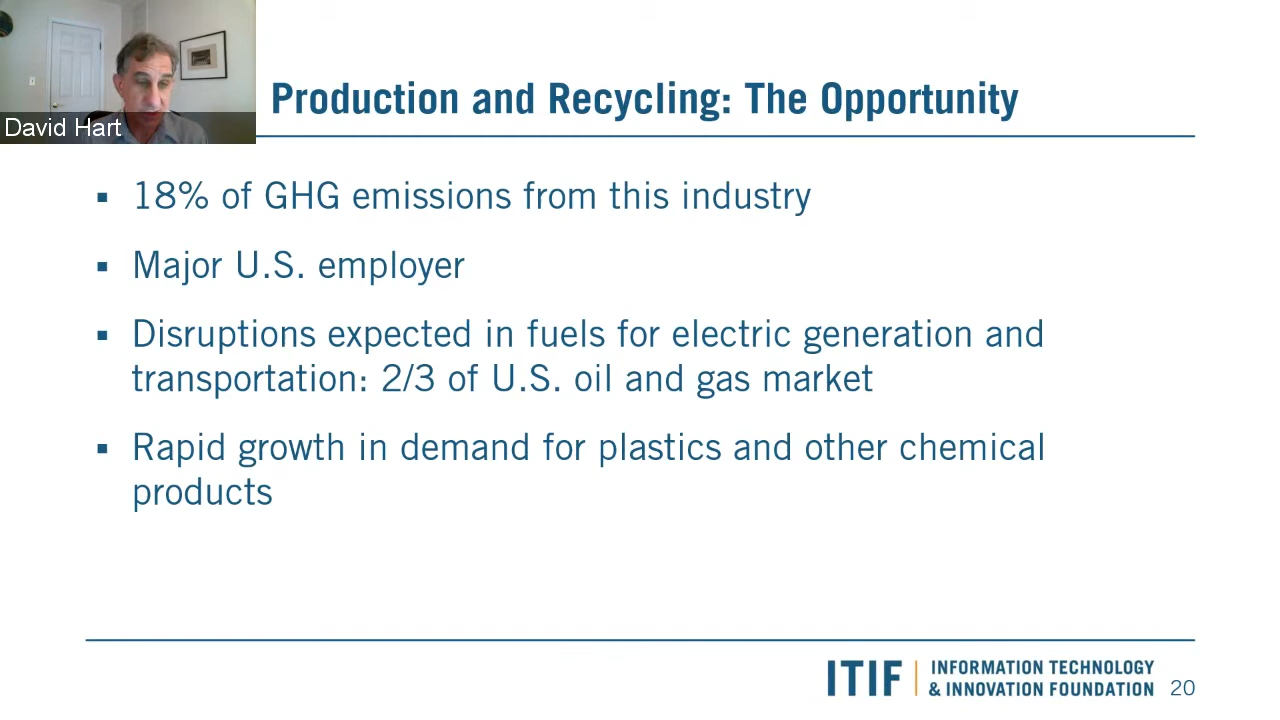 David Hart
Production and Recycling: The Opportunity
▪ 18% of GHG emissions from this industry
▪ Major U.S. employer
▪ Disruptions expected in fuels for electric generation and
transportation: 2/3 of U.S. oil and gas market
▪ Rapid growth in demand for plastics and other chemical
products
ITIF | INFORMATION TECHNOLOGY
& INNOVATION FOUNDATION 20